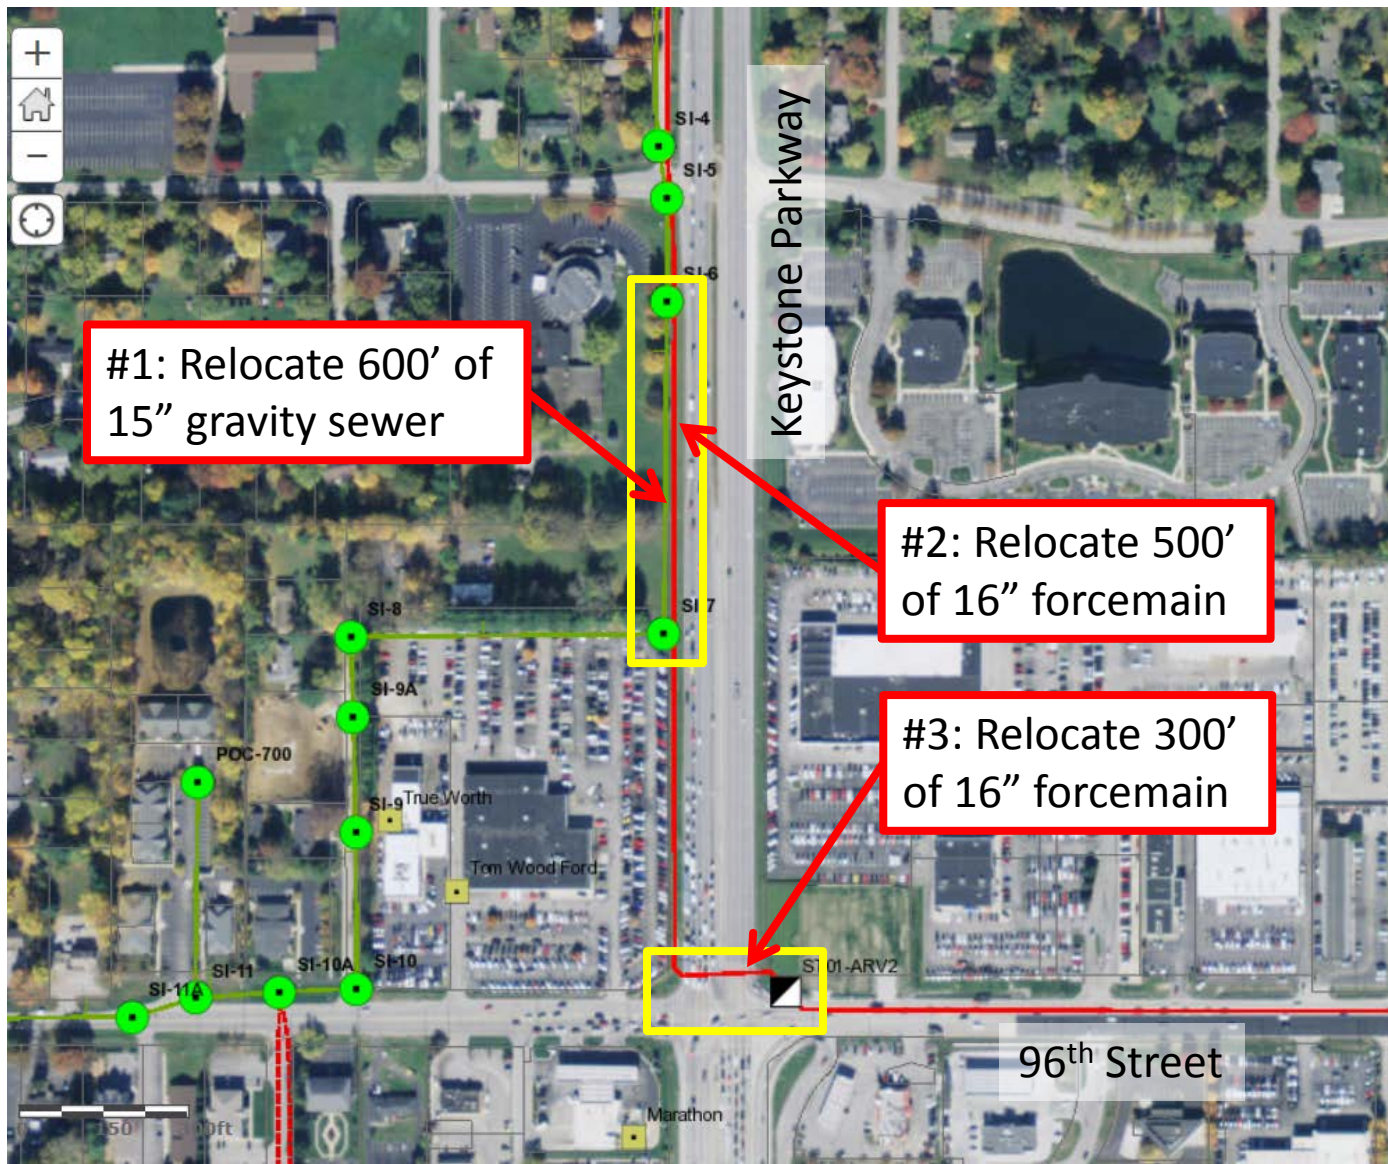 +
−
SI-4
SI-5
Keystone Parkway
SI-6
#1: Relocate 600’ of
15” gravity sewer
#2: Relocate 500’
of 16” forcemain
SI-7
SI-8
SI-9A
#3: Relocate 300’
of 16” forcemain
POC-700
SI-9
True Worth
Tom Wood Ford
SI-11
SI-10A
SI-10
SI-11A
96th Street
Marathon